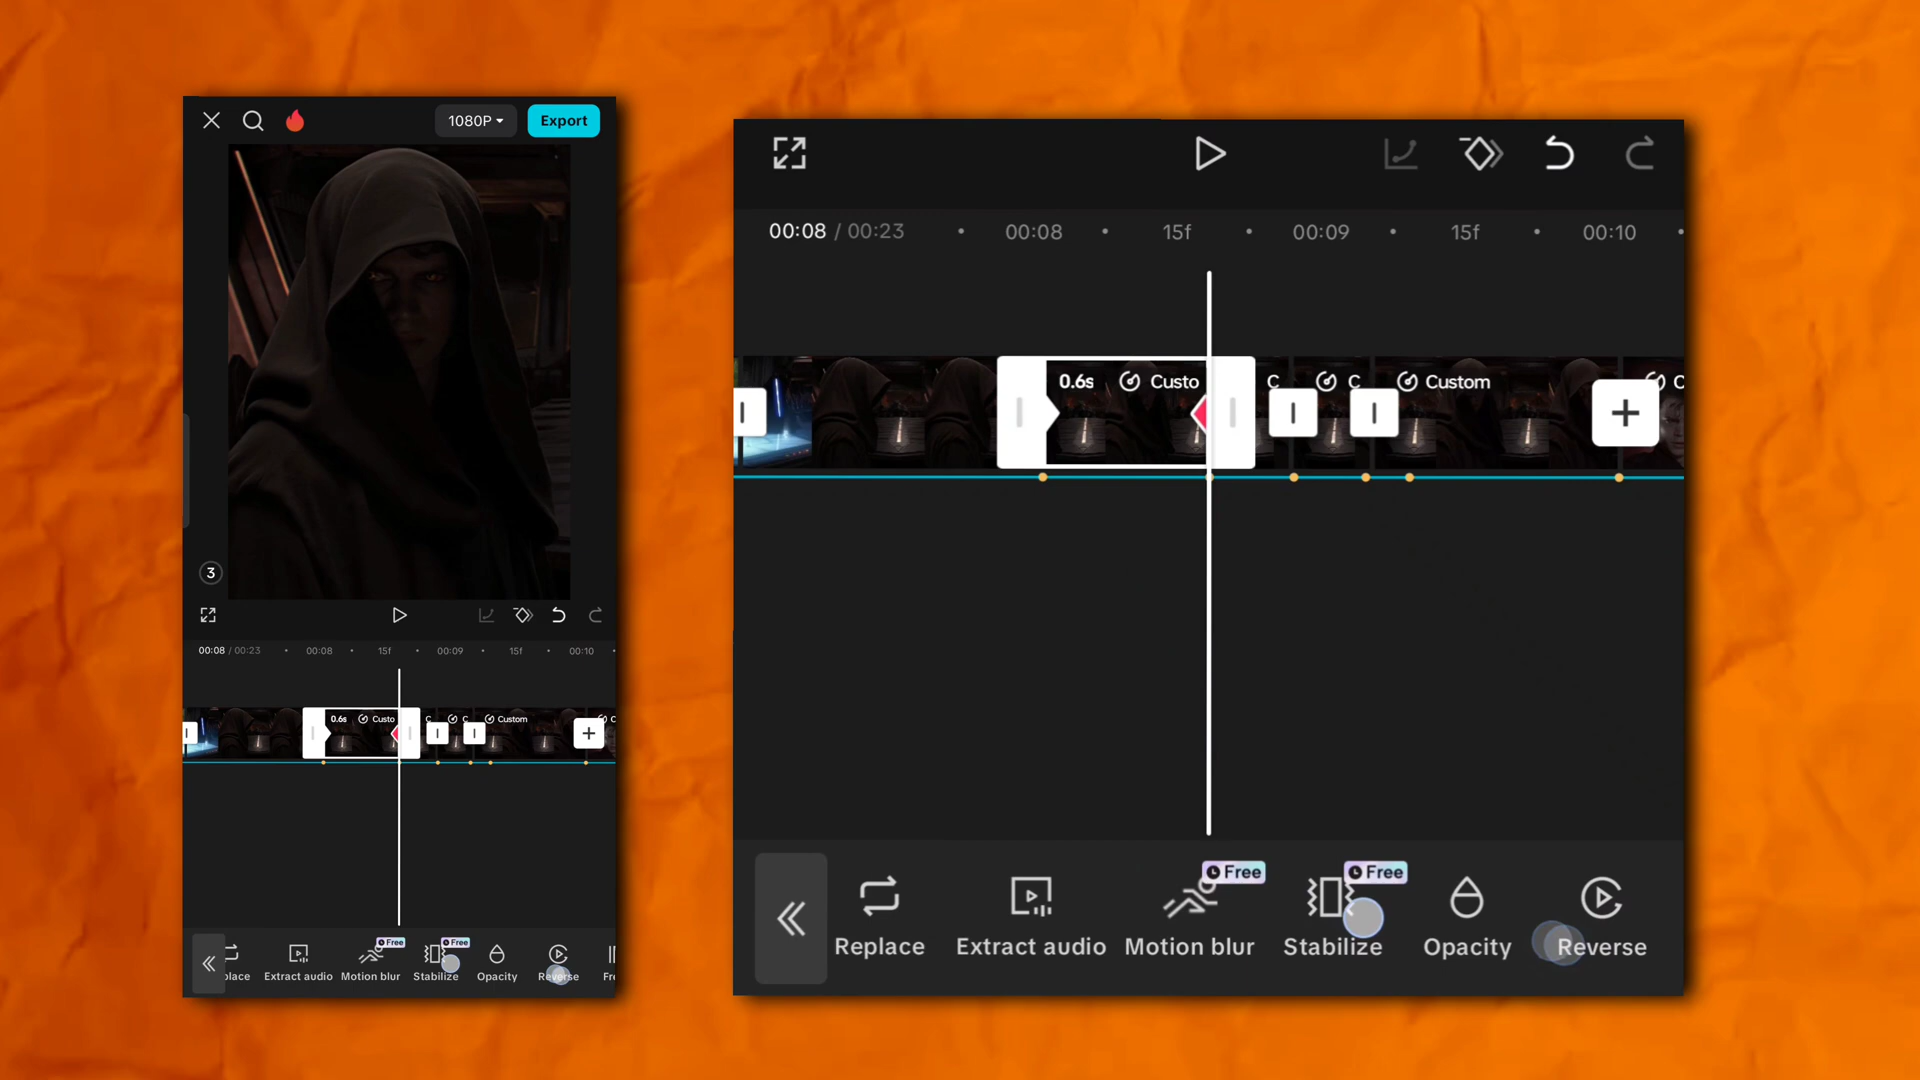 1080P Export
3
00:08 / 00:23 00:08 15f 00:09 15f 00:10
0.6s Custo C C Custom C
place Extract audio Motion blur Free Stabilize Free Opacity Reverse Fr
00:08 / 00:23 00:08 15f 00:09 15f 00:10
0.6s Custo C C Custom C
Free Free
Replace Extract audio Motion blur Stabilize Opacity Reverse